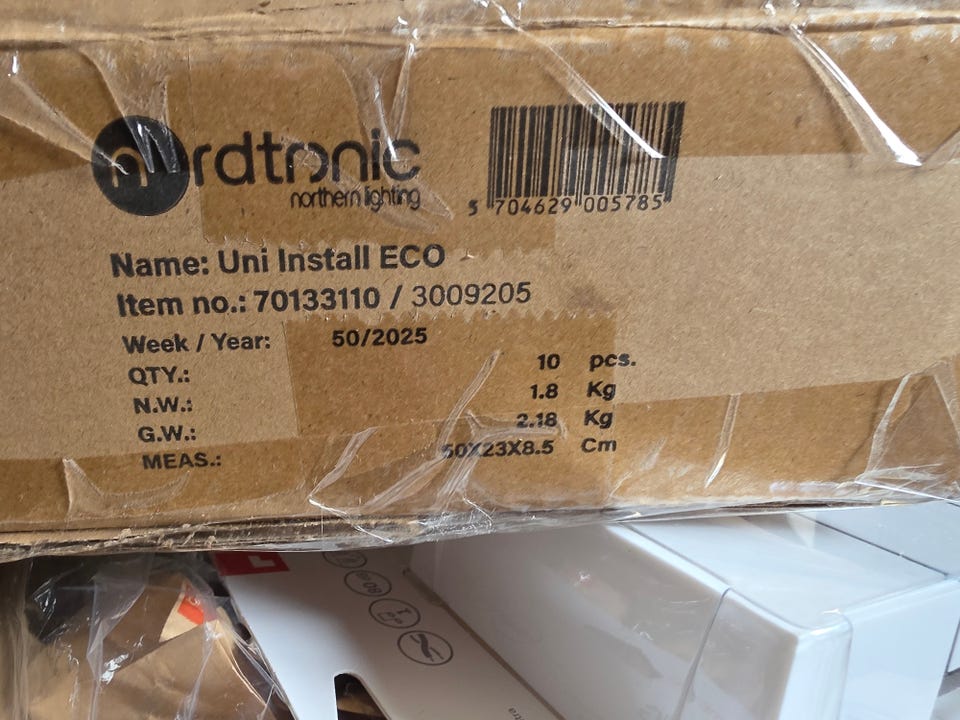 nordtronic
northern lighting
5 704629 005785
Name: Uni Install ECO
Item no.: 70133110 / 3009205
Week / Year: 50/2025
QTY.: 10 pcs.
N.W.: 1.8 Kg
G.W.: 2.18 Kg
MEAS.: 50X23X8.5 Cm